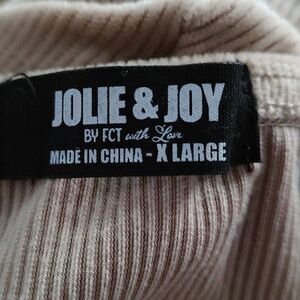 JOLIE & JOY
BY FCT with Love
MADE IN CHINA - X LARGE